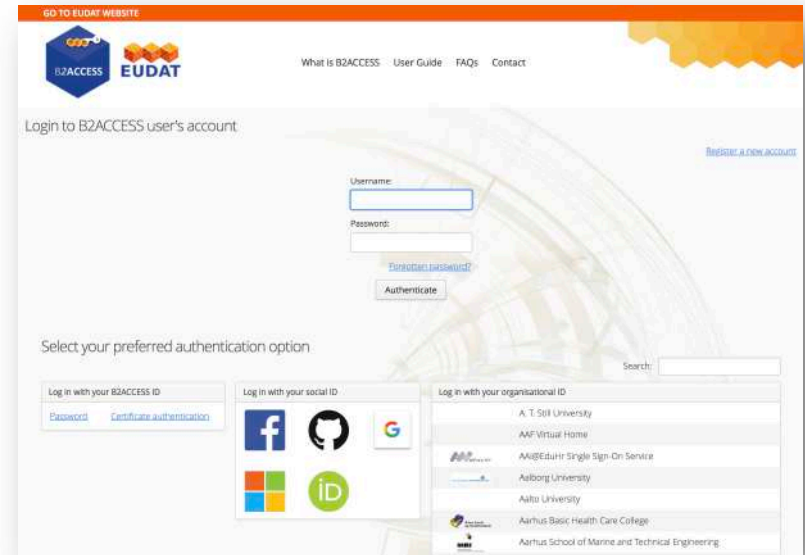 GO TO EUDAT WEBSITE
B2ACCESS
EUDAT
What is B2ACCESS User Guide FAQs Contact
Login to B2ACCESS user's account
Register a new account
Username:
Password:
Forgotten password?
Authenticate
Select your preferred authentication option
Search:
Log in with your B2ACCESS ID
Password Certificate authentication
Log in with your social ID
f
G
iD
Log in with your organisational ID
A. T. Still University
AAF Virtual Home
AAI@EduHr Single Sign-On Service
Aalborg University
Aalto University
Aarhus Basic Health Care College
Aarhus School of Marine and Technical Engineering